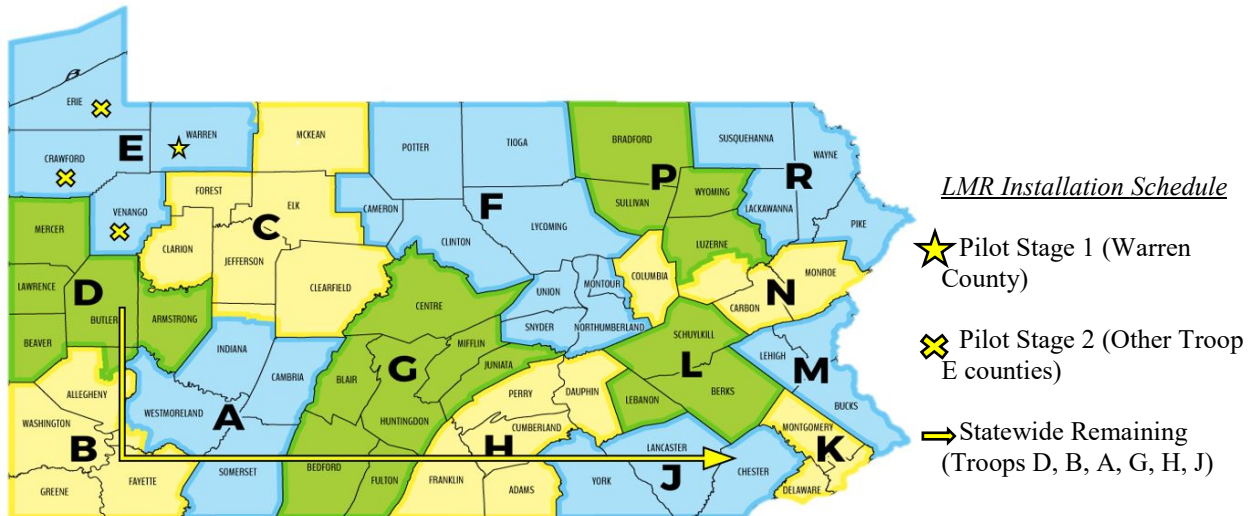 ERIE
WARREN
MCKEAN
POTTER
TIOGA
BRADFORD
SUSQUEHANNA
WAYNE
E
CRAWFORD
P
R
WYOMING
FOREST
ELK
SULLIVAN
LACKAWANNA
LMR Installation Schedule
VENANGO
CAMERON
F
LYCOMING
PIKE
MERCER
C
CLINTON
LUZERNE
CLARION
JEFFERSON
Pilot Stage 1 (Warren
County)
COLUMBIA
MONROE
LAWRENCE
D
CLEARFIELD
UNION
MONTOUR
N
CENTRE
CARBON
BUTLER
ARMSTRONG
SNYDER
NORTHUMBERLAND
SCHUYLKILL
Pilot Stage 2 (Other Troop
E counties)
BEAVER
INDIANA
MIFFLIN
LEHIGH
JUNIATA
L
M
G
CAMBRIA
BLAIR
ALLEGHENY
PERRY
DAUPHIN
BERKS
LEBANON
BUCKS
WESTMORELAND
A
HUNTINGDON
WASHINGTON
CUMBERLAND
MONTGOMERY
Statewide Remaining
(Troops D, B, A, G, H, J)
B
H
LANCASTER
K
SOMERSET
BEDFORD
J
CHESTER
GREENE
FAYETTE
FULTON
FRANKLIN
ADAMS
YORK
DELAWARE